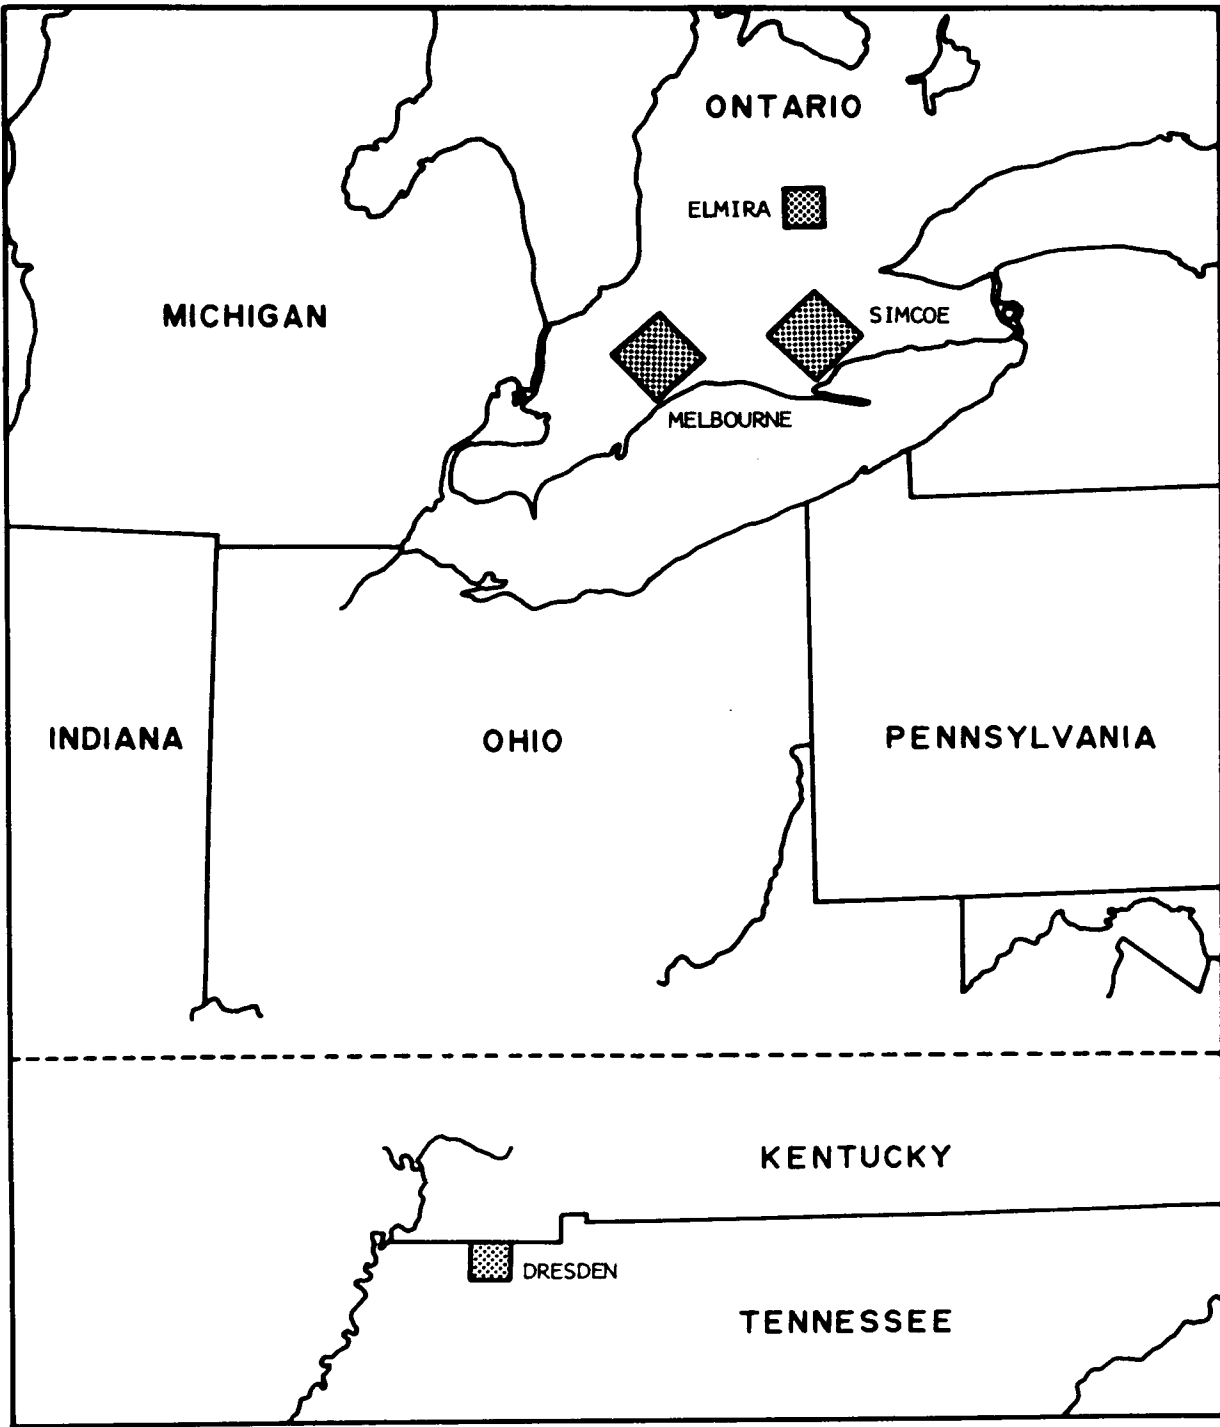 ONTARIO
ELMIRA
MICHIGAN
SIMCOE
MELBOURNE
INDIANA
OHIO
PENNSYLVANIA
KENTUCKY
DRESDEN
TENNESSEE